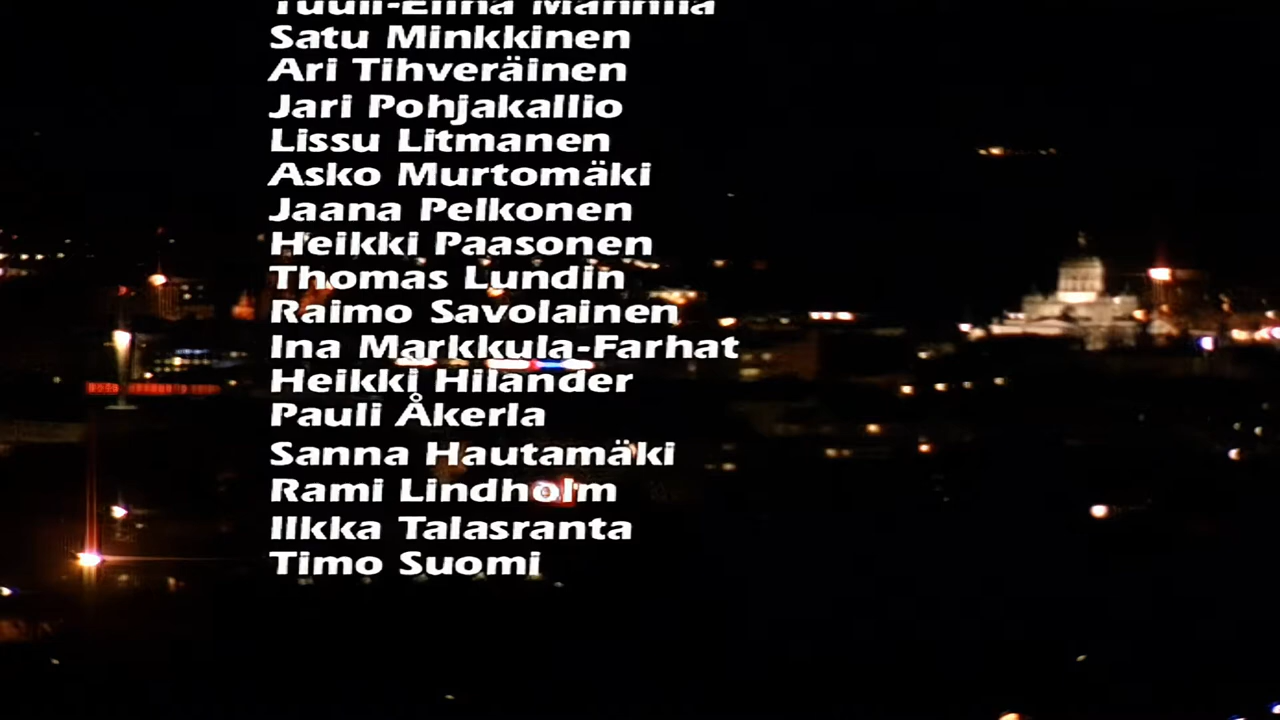 Satu Minkkinen
Ari Tihveräinen
Jari Pohjakallio
Lissu Litmanen
Asko Murtomäki
Jaana Pelkonen
Heikki Paasonen
Thomas Lundin
Raimo Savolainen
Ina Markkula-Farhat
Heikki Hilander
Pauli Åkerla
Sanna Hautamäki
Rami Lindholm
Ilkka Talasranta
Timo Suomi